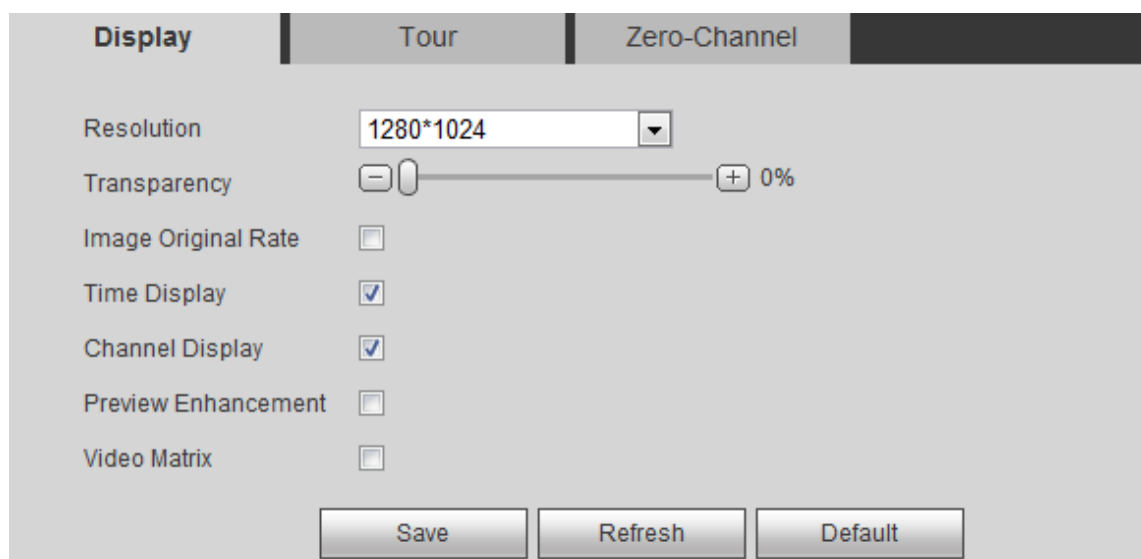 Display Tour Zero-Channel
Resolution 1280*1024
Transparency 0%
Image Original Rate
Time Display
Channel Display
Preview Enhancement
Video Matrix
Save Refresh Default